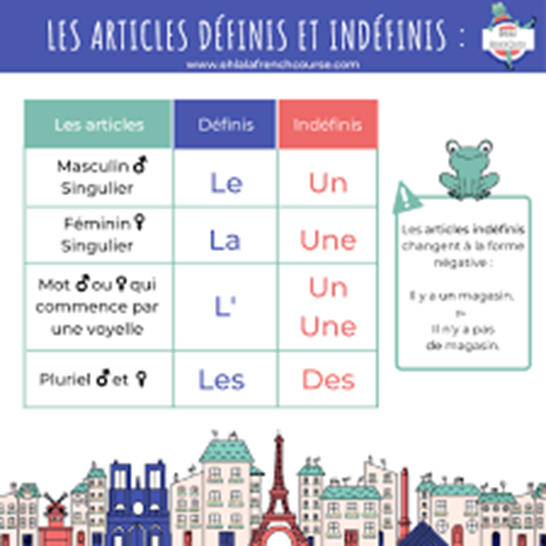 LES ARTICLES DÉFINIS ET INDÉFINIS :
www.ohlalafrenchcourse.com
Les articles Définis Indéfinis
Masculin ♂
Singulier
Le Un
Féminin ♀
Singulier
La Une
Mot ♂ ou ♀ qui
commence par
une voyelle
L'
Un
Une
Pluriel ♂ et ♀ Les Des
Les articles indéfinis
changent à la forme
négative :
Il y a un magasin.
Il n'y a pas
de magasin.